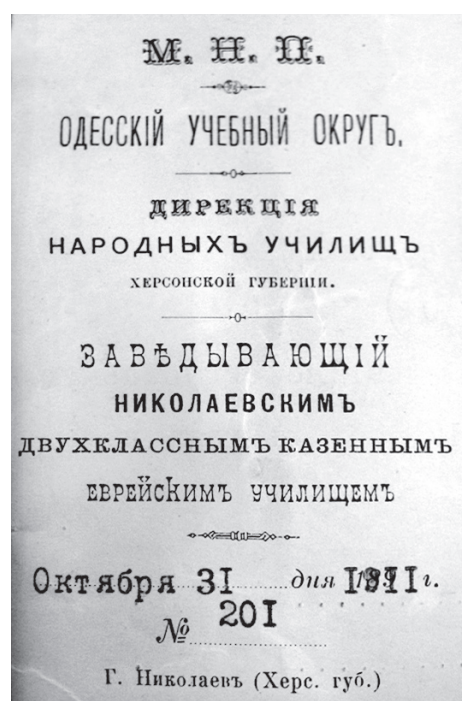 М. Н. П.
ОДЕССКІЙ УЧЕБНЫЙ ОКРУГЪ.
ДИРЕКЦІЯ
НАРОДНЫХЪ УЧИЛИЩЪ
ХЕРСОНСКОЙ ГУБЕРНІИ.
ЗАВѢДЫВАЮЩІЙ
НИКОЛАЕВСКИМЪ
ДВУХКЛАССНЫМЪ КАЗЕННЫМЪ
ЕВРЕЙСКИМЪ УЧИЛИЩЕМЪ
Октября 31 дня 1911 г.
№ 201
Г. Николаевъ (Херс. губ.)